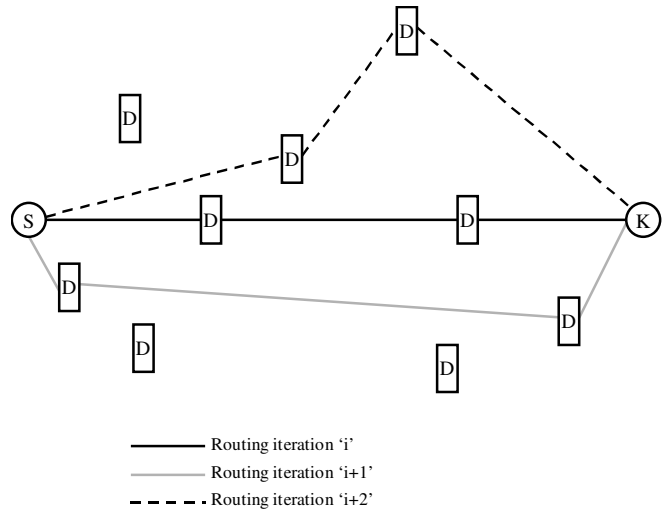 D
D
D
S
D
D
K
D
D
D
D
Routing iteration ‘i’
Routing iteration ‘i+1’
Routing iteration ‘i+2’